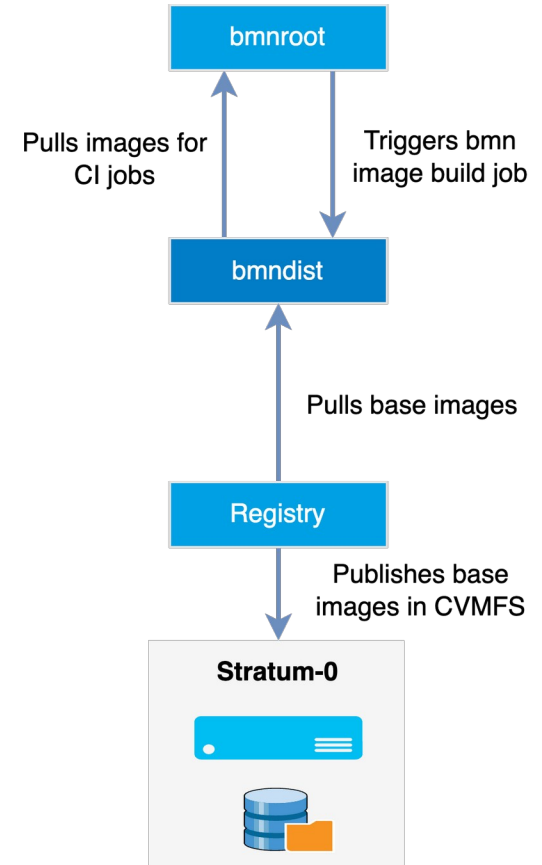 bmnroot
Pulls images for
CI jobs
Triggers bmn
image build job
bmndist
Pulls base images
Registry
Publishes base
images in CVMFS
Stratum-0